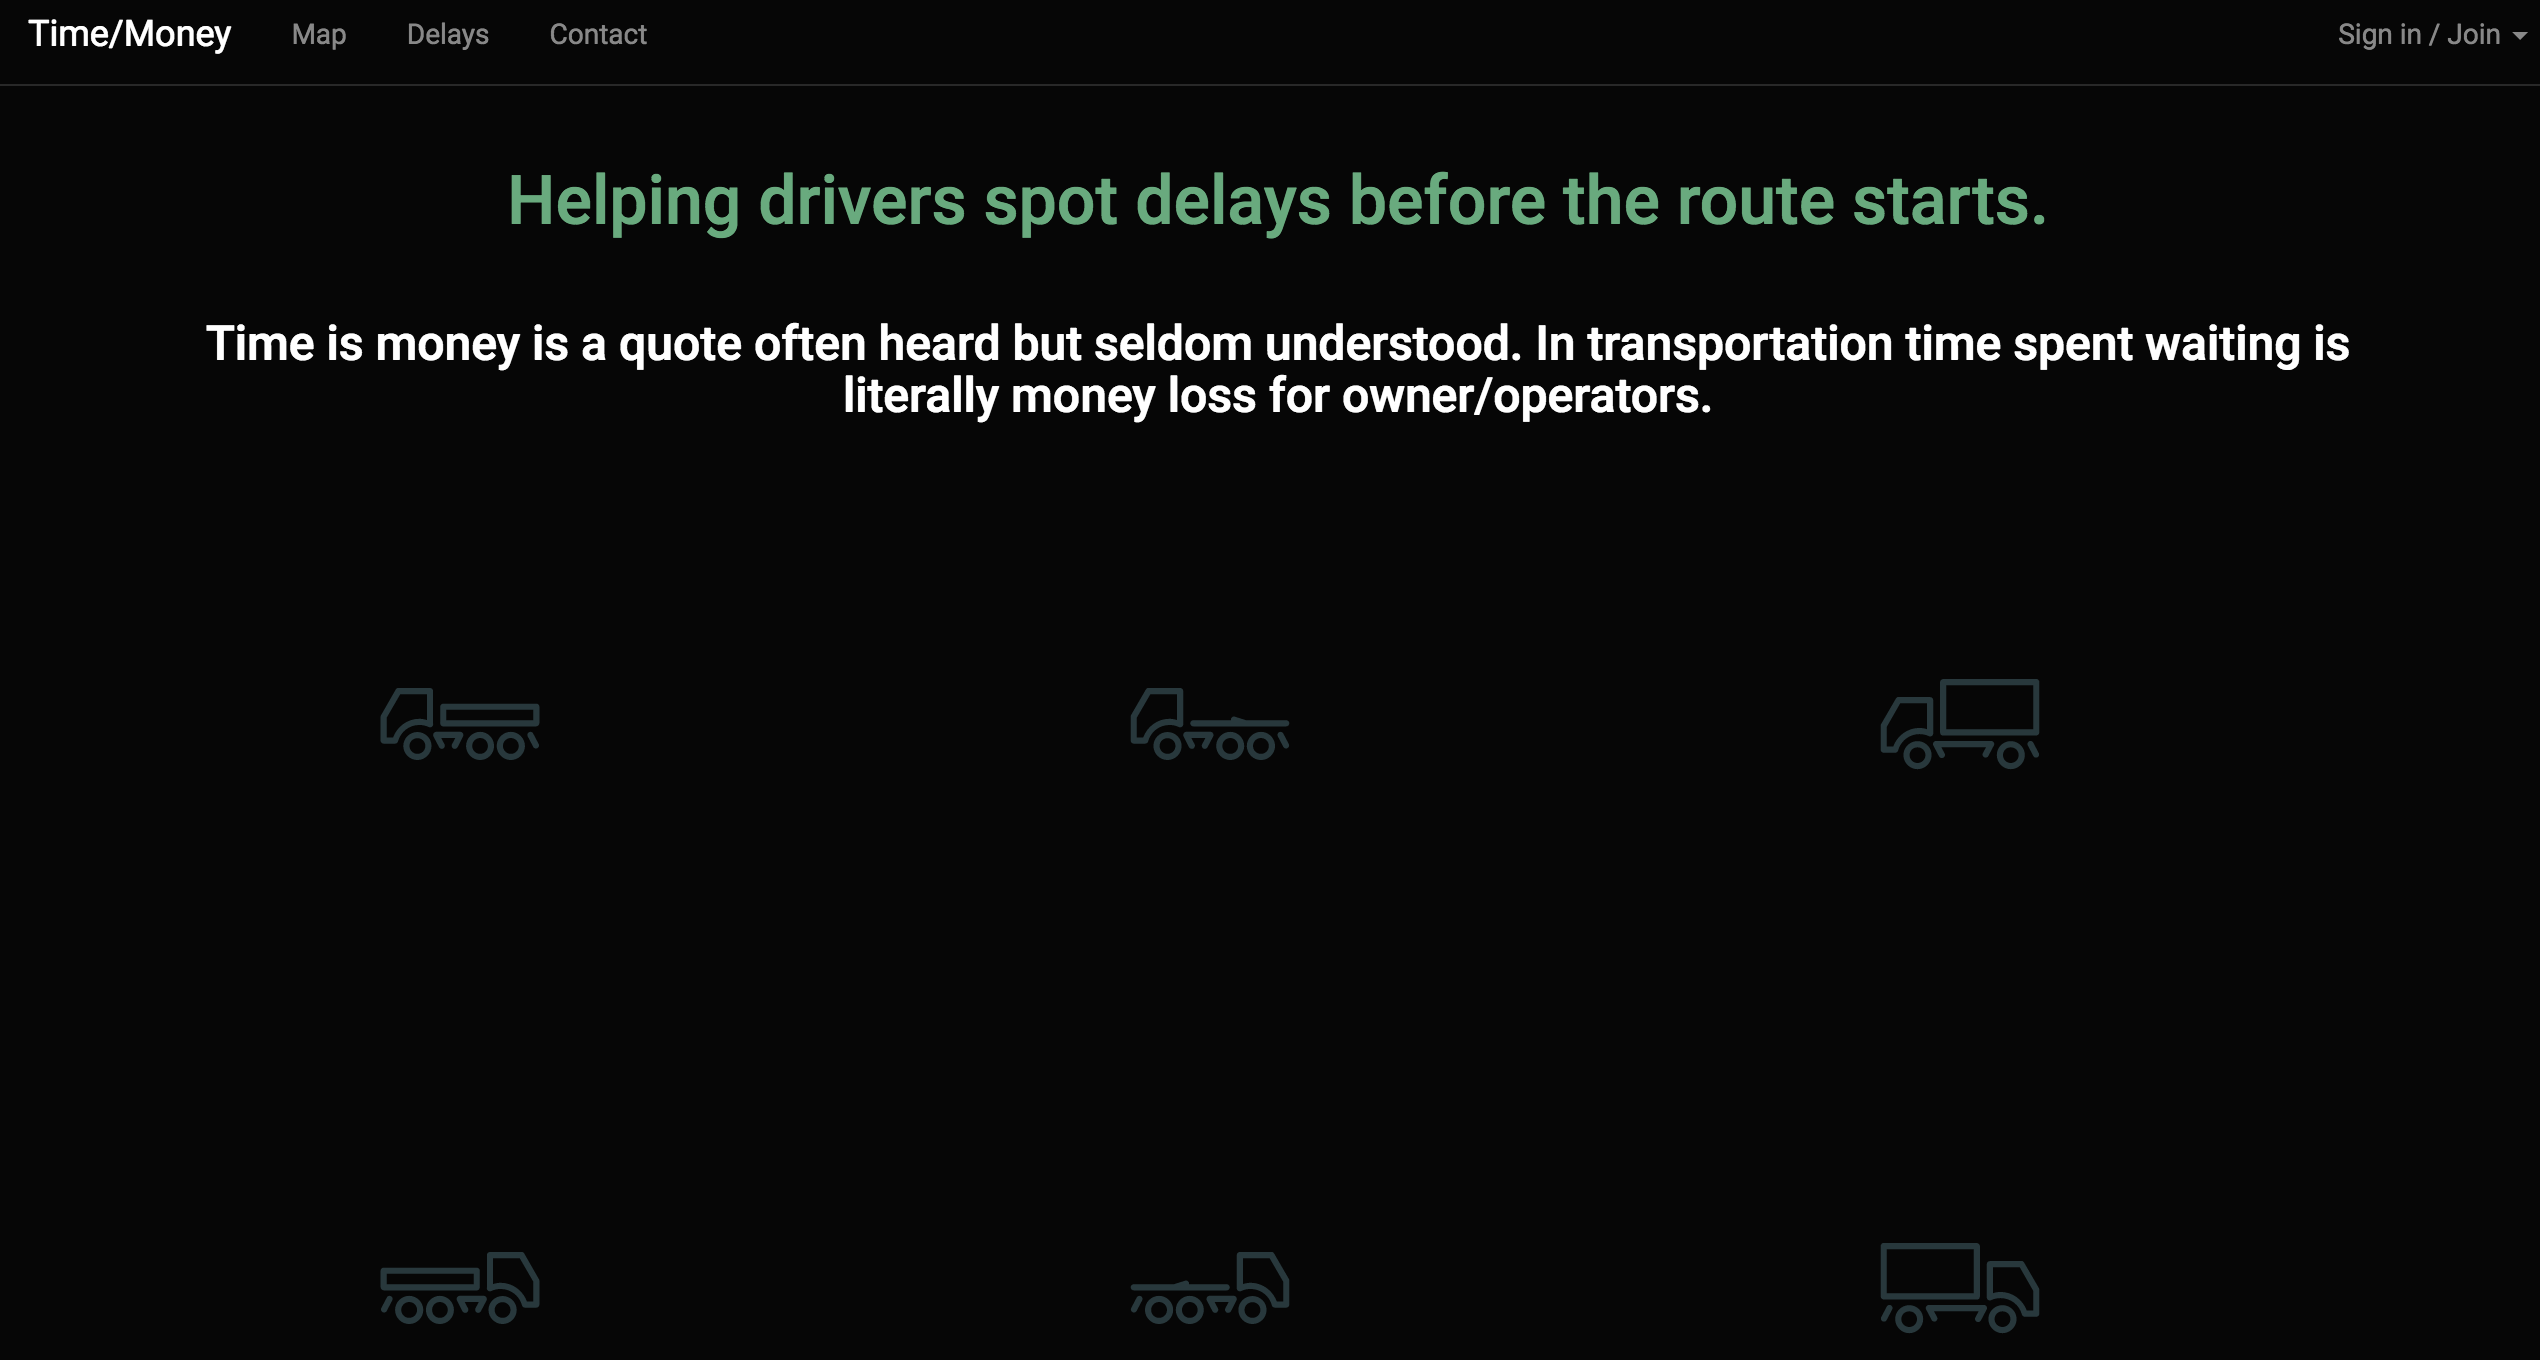 Time/Money Map Delays Contact Sign in / Join
Helping drivers spot delays before the route starts.
Time is money is a quote often heard but seldom understood. In transportation time spent waiting is
literally money loss for owner/operators.